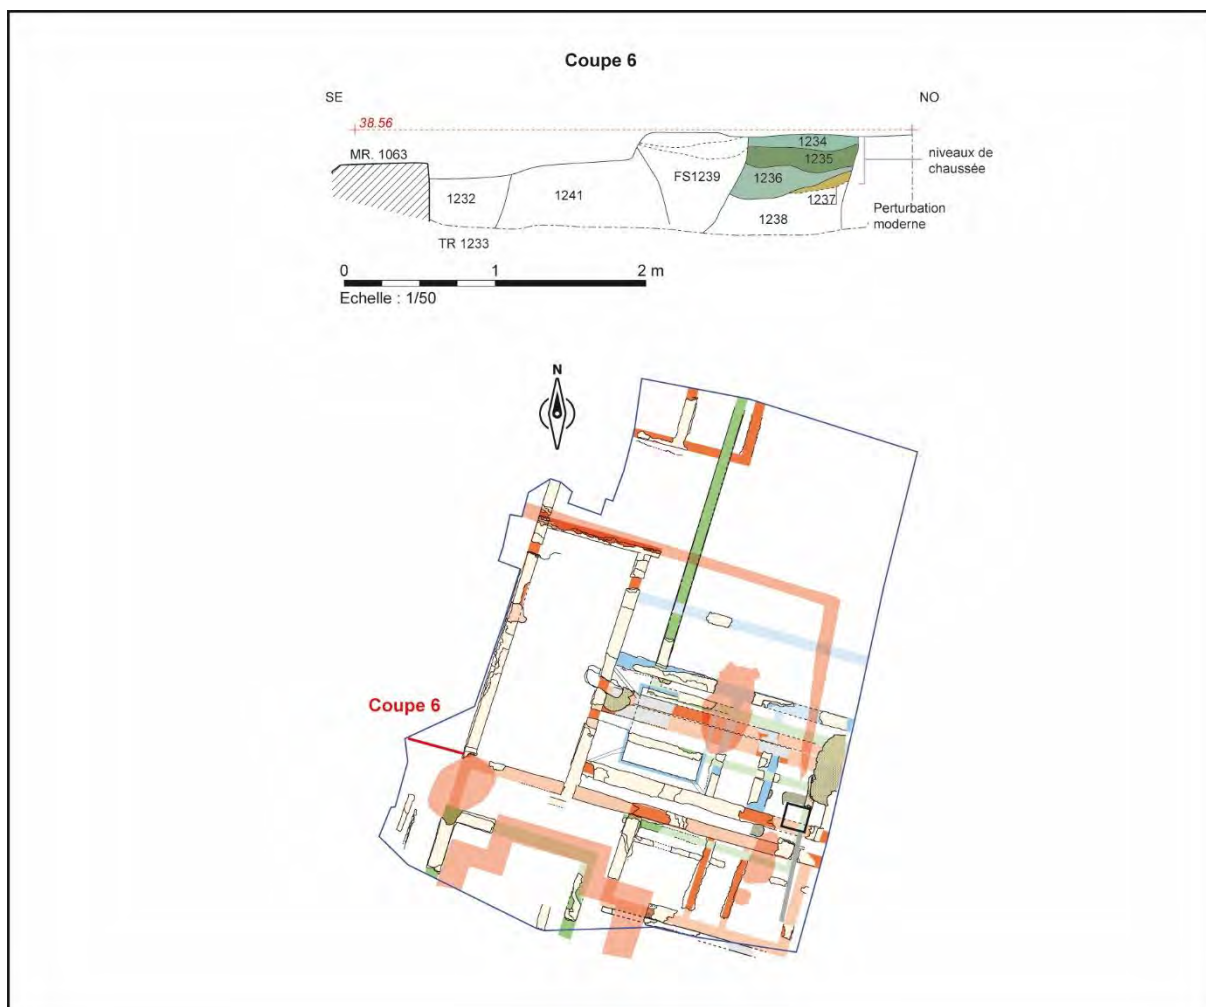 Coupe 6
SE
NO
38.56
MR. 1063
1234
1235
niveaux de
chaussée
1236
FS1239
1232
1241
1237
1238
Perturbation
moderne
TR 1233
0 1 2 m
Echelle : 1/50
N
Coupe 6